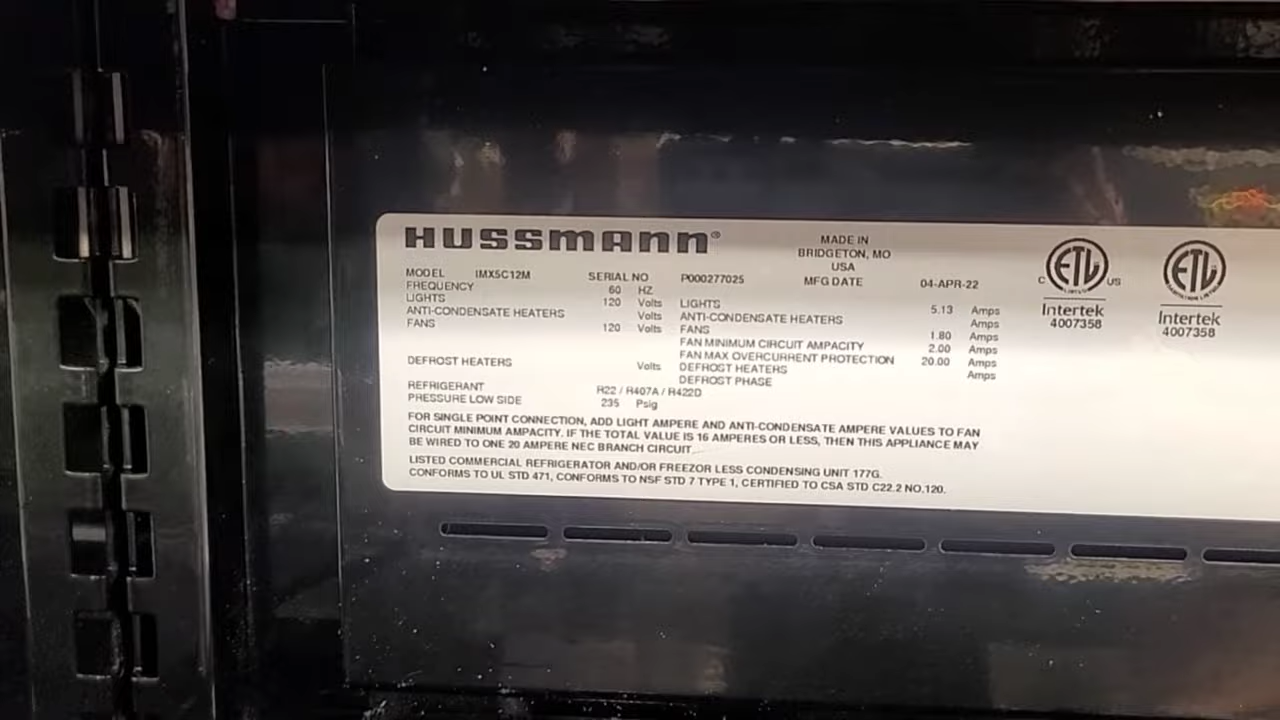 HUSSMANN®
MADE IN
BRIDGETON, MO
USA
MODEL IMX5C12M SERIAL NO P000277025 MFG DATE 04-APR-22
FREQUENCY 60 HZ
LIGHTS 120 Volts LIGHTS 5.13 Amps
ANTI-CONDENSATE HEATERS Volts ANTI-CONDENSATE HEATERS Amps
FANS 120 Volts FANS 1.80 Amps
FAN MINIMUM CIRCUIT AMPACITY 2.00 Amps
FAN MAX OVERCURRENT PROTECTION 20.00 Amps
DEFROST HEATERS Volts DEFROST HEATERS Amps
DEFROST PHASE
REFRIGERANT R22 / R407A / R422D
PRESSURE LOW SIDE 235 Psig
FOR SINGLE POINT CONNECTION, ADD LIGHT AMPERE AND ANTI-CONDENSATE AMPERE VALUES TO FAN
CIRCUIT MINIMUM AMPACITY. IF THE TOTAL VALUE IS 16 AMPERES OR LESS, THEN THIS APPLIANCE MAY
BE WIRED TO ONE 20 AMPERE NEC BRANCH CIRCUIT
LISTED COMMERCIAL REFRIGERATOR AND/OR FREEZOR LESS CONDENSING UNIT 177G.
CONFORMS TO UL STD 471, CONFORMS TO NSF STD 7 TYPE 1, CERTIFIED TO CSA STD C22.2 NO.120.
ETL
C US
Intertek
4007358
ETL
Intertek
4007358